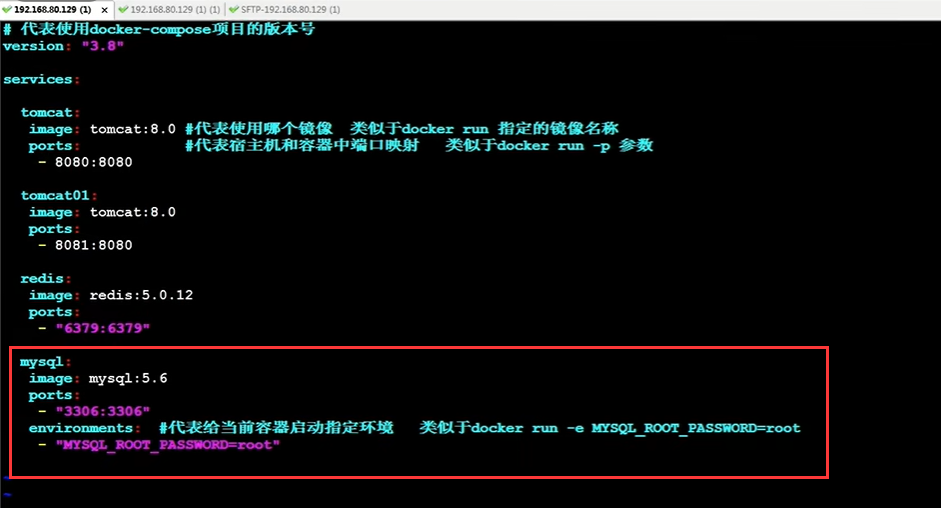 192.168.80.129 (1) × 192.168.80.129 (1) (1) SFTP-192.168.80.129 (1)
# 代表使用docker-compose项目的版本号
version: "3.8"
services:
tomcat:
image: tomcat:8.0 #代表使用哪个镜像 类似于docker run 指定的镜像名称
ports: #代表宿主机和容器中端口映射 类似于docker run -p 参数
- 8080:8080
tomcat01:
image: tomcat:8.0
ports:
- 8081:8080
redis:
image: redis:5.0.12
ports:
- "6379:6379"
mysql:
image: mysql:5.6
ports:
- "3306:3306"
environments: #代表给当前容器启动指定环境 类似于docker run -e MYSQL_ROOT_PASSWORD=root
- "MYSQL_ROOT_PASSWORD=root"
~
~